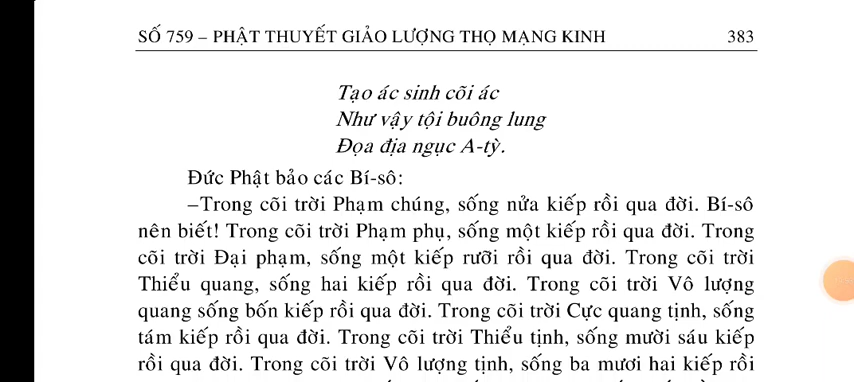 SỐ 759 – PHẬT THUYẾT GIẢO LƯỢNG THỌ MẠNG KINH 383
Tạo ác sinh cõi ác
Như vậy tội buông lung
Đọa địa ngục A-tỳ.
Đức Phật bảo các Bí-sô:
–Trong cõi trời Phạm chúng, sống nửa kiếp rồi qua đời. Bí-sô
nên biết! Trong cõi trời Phạm phụ, sống một kiếp rồi qua đời. Trong
cõi trời Đại phạm, sống một kiếp rưỡi rồi qua đời. Trong cõi trời
Thiểu quang, sống hai kiếp rồi qua đời. Trong cõi trời Vô lượng
quang sống bốn kiếp rồi qua đời. Trong cõi trời Cực quang tịnh, sống
tám kiếp rồi qua đời. Trong cõi trời Thiểu tịnh, sống mười sáu kiếp
rồi qua đời. Trong cõi trời Vô lượng tịnh, sống ba mươi hai kiếp rồi